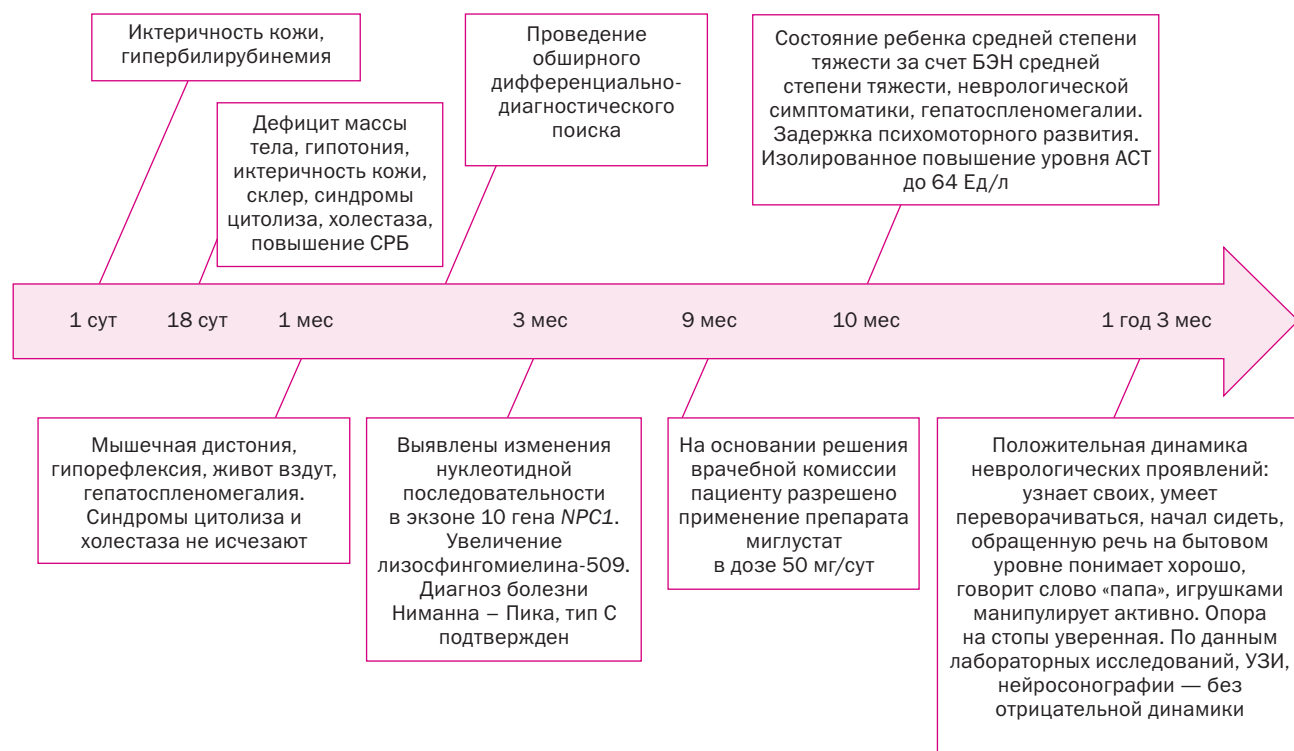 Иктеричность кожи,
гипербилирубинемия
Дефицит массы
тела, гипотония,
иктеричность кожи,
склер, синдромы
цитолиза, холестаза,
повышение СРБ
Проведение
обширного
дифференциально-
диагностического
поиска
Состояние ребенка средней степени
тяжести за счет БЭН средней
степени тяжести, неврологической
симптоматики, гепатоспленомегалии.
Задержка психомоторного развития.
Изолированное повышение уровня АСТ
до 64 Ед/л
1 сут
18 сут
1 мес
3 мес
9 мес
10 мес
1 год 3 мес
Мышечная дистония,
гипорефлексия, живот вздут,
гепатоспленомегалия.
Синдромы цитолиза и
холестаза не исчезают
Выявлены изменения
нуклеотидной
последовательности
в экзоне 10 гена NPC1.
Увеличение
лизосфингомиелина-509.
Диагноз болезни
Ниманна – Пика, тип С
подтвержден
На основании решения
врачебной комиссии
пациенту разрешено
применение препарата
миглустат
в дозе 50 мг/сут
Положительная динамика
неврологических проявлений:
узнает своих, умеет
переворачиваться, начал сидеть,
обращенную речь на бытовом
уровне понимает хорошо,
говорит слово «папа», игрушками
манипулирует активно. Опора
на стопы уверенная. По данным
лабораторных исследований, УЗИ,
нейросонографии — без
отрицательной динамики